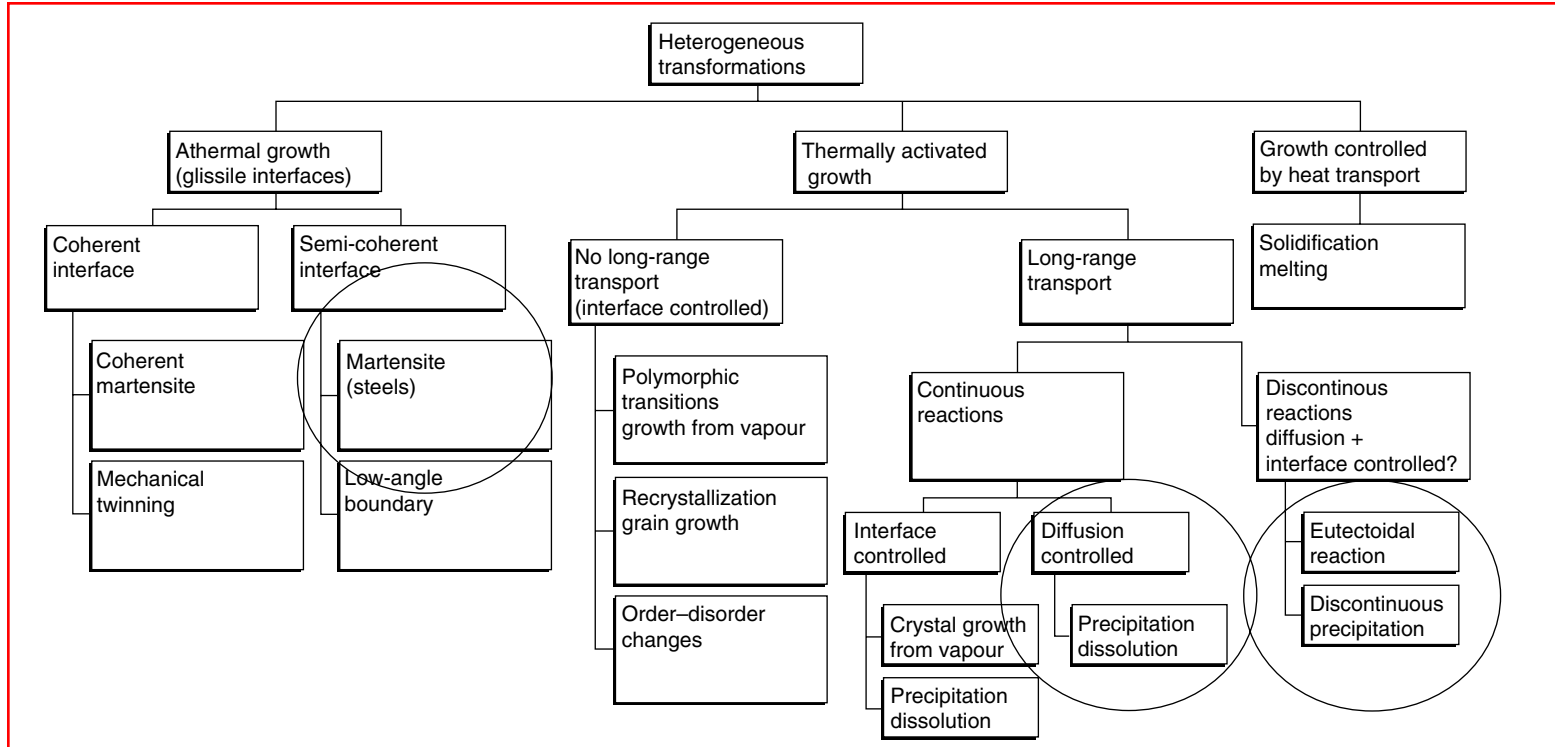 Heterogeneous
transformations
Athermal growth
(glissile interfaces)
Thermally activated
growth
Growth controlled
by heat transport
Coherent
interface
Semi-coherent
interface
No long-range
transport
(interface controlled)
Long-range
transport
Solidification
melting
Coherent
martensite
Martensite
(steels)
Polymorphic
transitions
growth from vapour
Continuous
reactions
Discontinous
reactions
diffusion +
interface controlled?
Mechanical
twinning
Low-angle
boundary
Recrystallization
grain growth
Interface
controlled
Diffusion
controlled
Eutectoidal
reaction
Order–disorder
changes
Crystal growth
from vapour
Precipitation
dissolution
Discontinuous
precipitation
Precipitation
dissolution